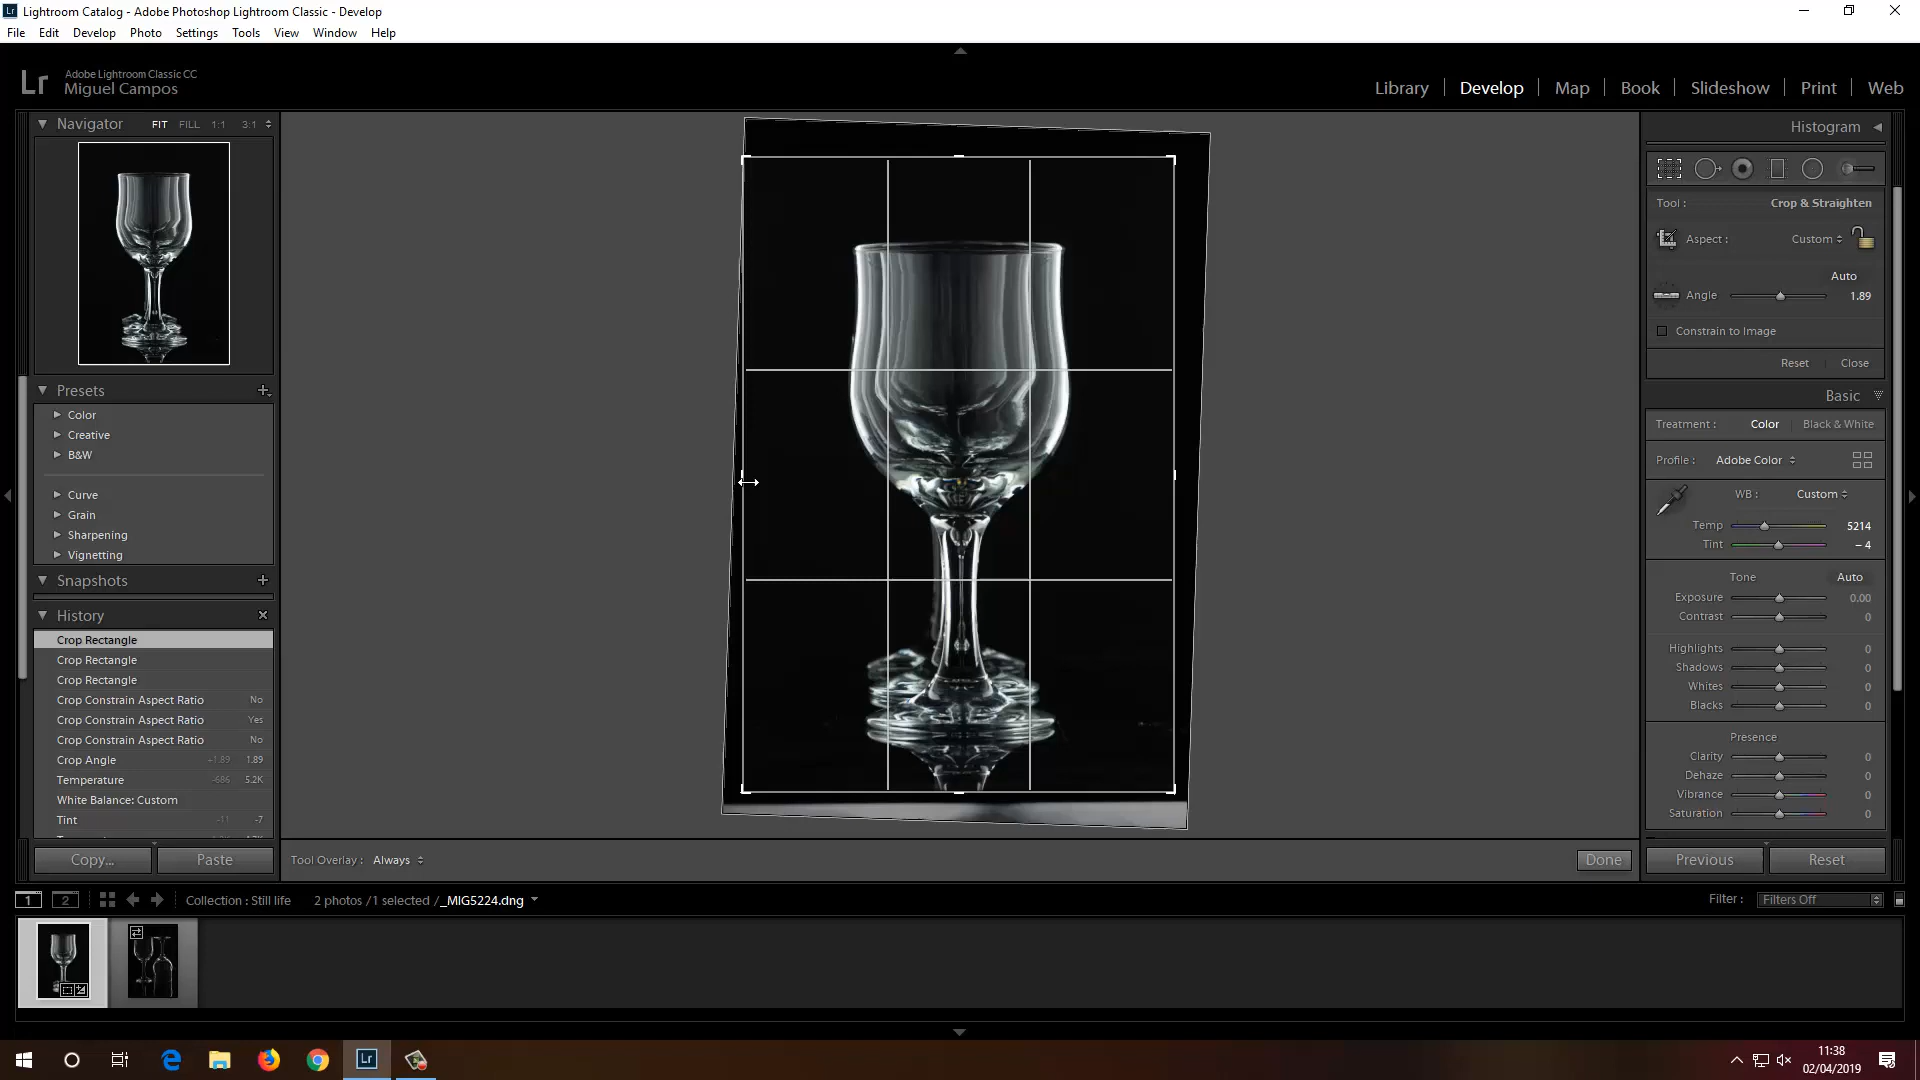 Lightroom Catalog - Adobe Photoshop Lightroom Classic - Develop
File Edit Develop Photo Settings Tools View Window Help
Lr
Adobe Lightroom Classic CC
Miguel Campos
Library Develop Map Book Slideshow Print Web
Navigator FIT FILL 1:1 3:1
Presets
Color
Creative
B&W
Curve
Grain
Sharpening
Vignetting
Snapshots
History
Crop Rectangle
Crop Rectangle
Crop Rectangle
Crop Constrain Aspect Ratio No
Crop Constrain Aspect Ratio Yes
Crop Constrain Aspect Ratio No
Crop Angle +1.89 1.89
Temperature -686 5.2K
White Balance: Custom
Tint -11 -7
Copy... Paste
Tool Overlay : Always
Done
Histogram
Tool : Crop & Straighten
Aspect : Custom
Auto
Angle 1.89
Constrain to Image
Reset Close
Basic
Treatment : Color Black & White
Profile : Adobe Color
WB : Custom
Temp 5214
Tint – 4
Tone Auto
Exposure 0.00
Contrast 0
Highlights 0
Shadows 0
Whites 0
Blacks 0
Presence
Clarity 0
Dehaze 0
Vibrance 0
Saturation 0
Previous Reset
1 2 Collection : Still life 2 photos /1 selected /_MIG5224.dng
Filter : Filters Off
Lr
11:38
02/04/2019